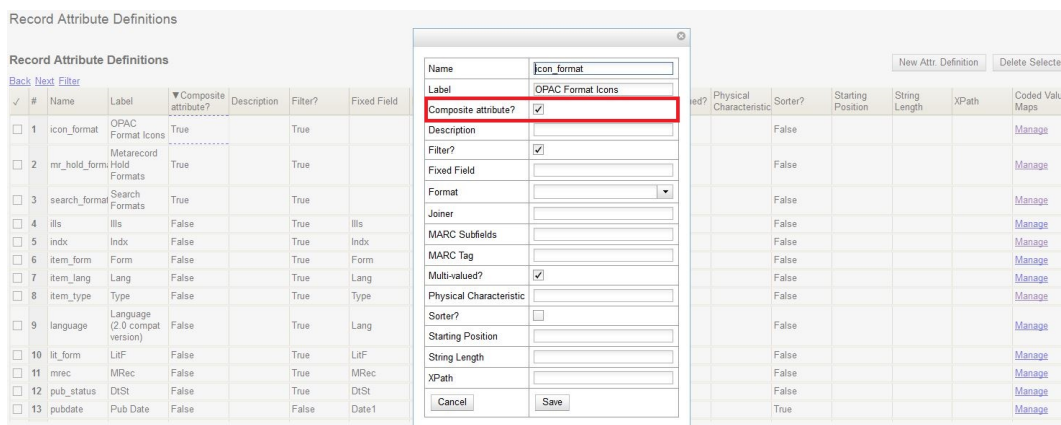 Record Attribute Definitions
Record Attribute Definitions
New Attr. Definition Delete Selecte
Back Next Filter
✓ # Name Label ▼Composite attribute? Description Filter? Fixed Field ued? Physical Characteristic Sorter? Starting Position String Length XPath Coded Valu Maps
1 icon_format OPAC Format Icons True True False Manage
2 mr_hold_forma Metarecord Hold Formats True True False Manage
3 search_format Search Formats True True False Manage
4 ills Ills False True Ills False Manage
5 indx Indx False True Indx False Manage
6 item_form Form False True Form False Manage
7 item_lang Lang False True Lang False Manage
8 item_type Type False True Type False Manage
9 language Language (2.0 compat version) False True Lang False Manage
10 lit_form LitF False True LitF False Manage
11 mrec MRec False True MRec False Manage
12 pub_status DtSt False True DtSt False Manage
13 pubdate Pub Date False False Date1 True Manage
Name icon_format
Label OPAC Format Icons
Composite attribute? ✓
Description
Filter? ✓
Fixed Field
Format
Joiner
MARC Subfields
MARC Tag
Multi-valued? ✓
Physical Characteristic
Sorter?
Starting Position
String Length
XPath
Cancel Save